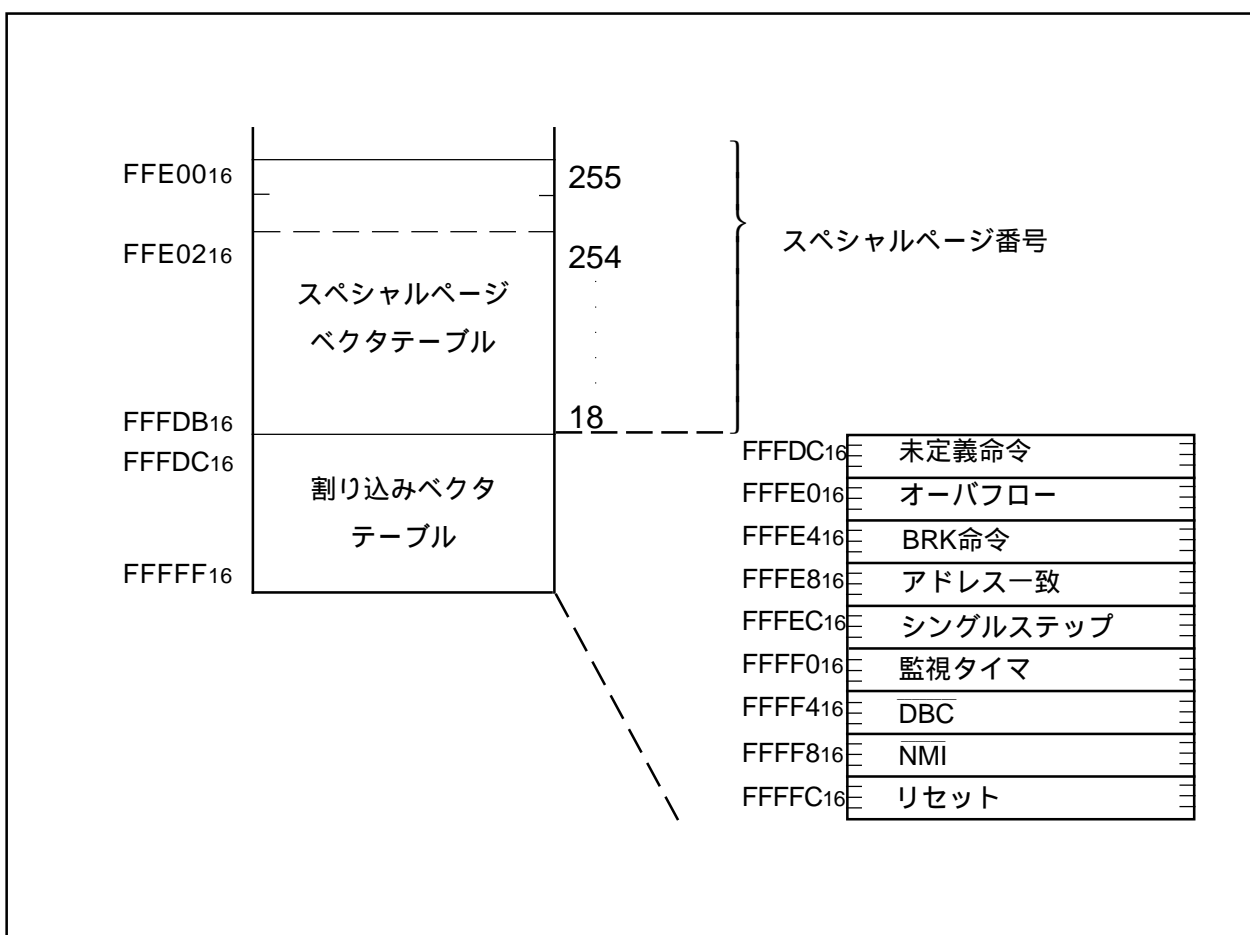 FFE0016
255
スペシャルページ番号
FFE0216
254
スペシャルページ
ベクタテーブル
FFFDB16
18
FFFDC16
割り込みベクタ
テーブル
FFFFF16
FFFDC16 未定義命令
FFFE016 オーバフロー
FFFE416 BRK命令
FFFE816 アドレス一致
FFFEC16 シングルステップ
FFFF016 監視タイマ
FFFF416 DBC
FFFF816 NMI
FFFFC16 リセット